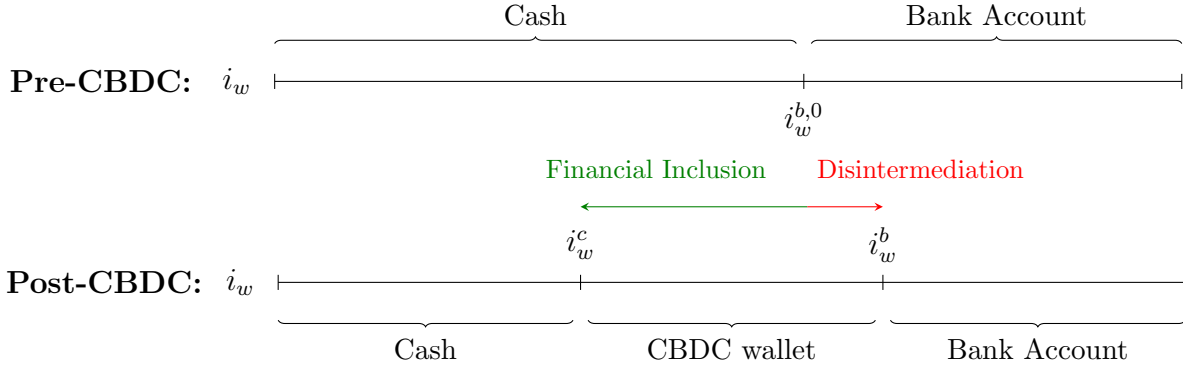 Cash Bank Account
Pre-CBDC: i_w
i_w^{b,0}
Financial Inclusion Disintermediation
i_w^c i_w^b
Post-CBDC: i_w
Cash CBDC wallet Bank Account